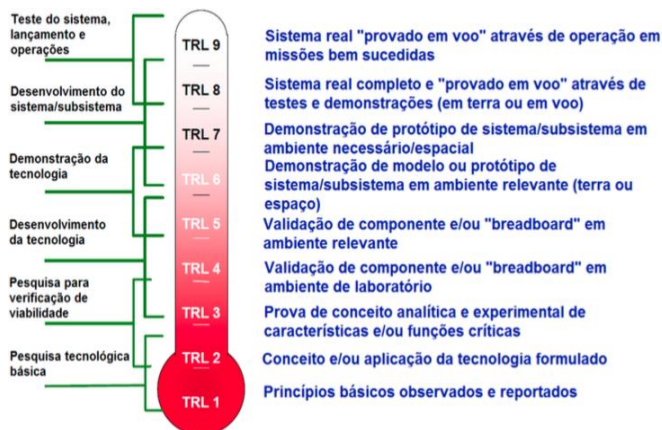 Teste do sistema,
lançamento e
operações
Desenvolvimento do
sistema/subsistema
Demonstração da
tecnologia
Desenvolvimento
da tecnologia
Pesquisa para
verificação de
viabilidade
Pesquisa tecnológica
básica
TRL 9
TRL 8
TRL 7
TRL 6
TRL 5
TRL 4
TRL 3
TRL 2
TRL 1
Sistema real "provado em voo" através de operação em
missões bem sucedidas
Sistema real completo e "provado em voo" através de
testes e demonstrações (em terra ou em voo)
Demonstração de protótipo de sistema/subsistema em
ambiente necessário/espacial
Demonstração de modelo ou protótipo de
sistema/subsistema em ambiente relevante (terra ou
espaço)
Validação de componente e/ou "breadboard" em
ambiente relevante
Validação de componente e/ou "breadboard" em
ambiente de laboratório
Prova de conceito analítica e experimental de
características e/ou funções críticas
Conceito e/ou aplicação da tecnologia formulado
Princípios básicos observados e reportados